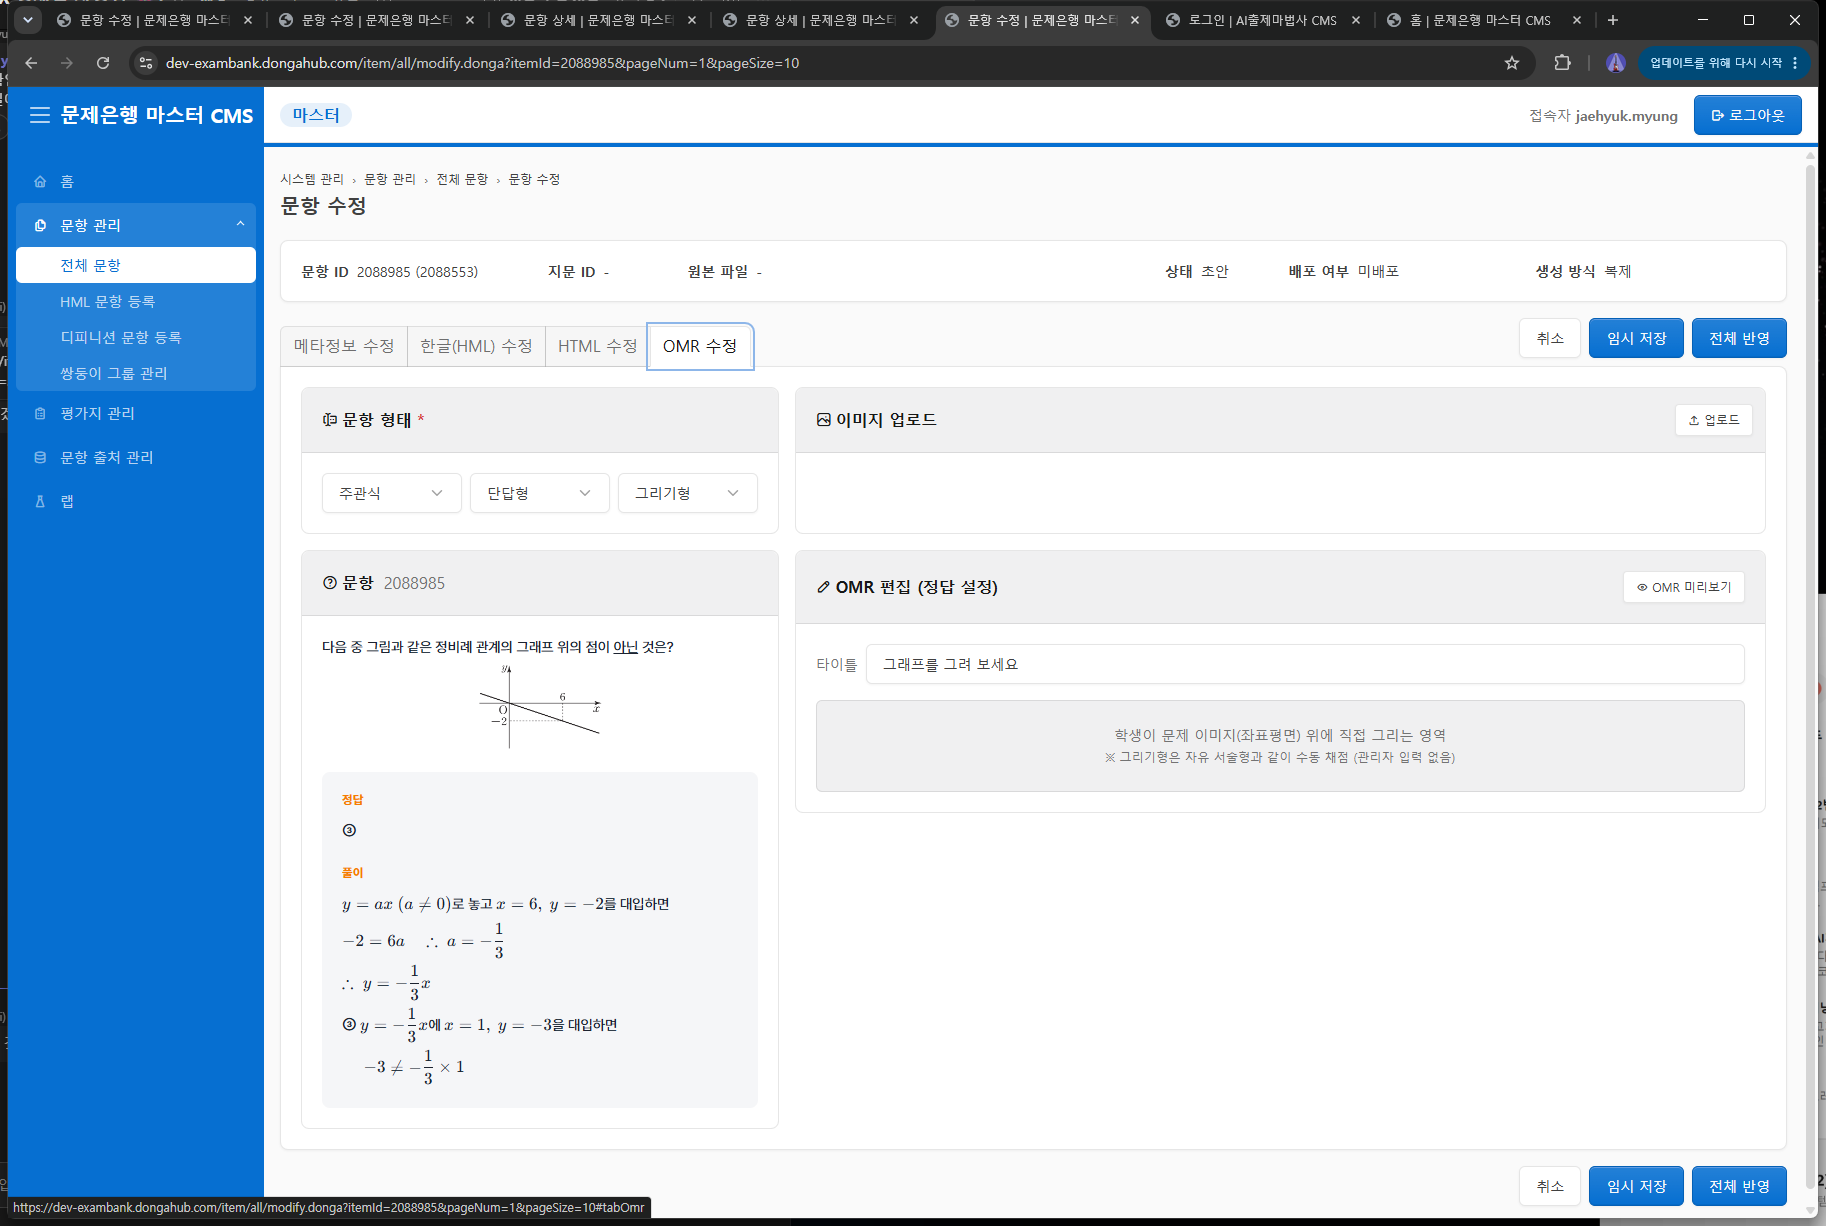 문항 수정 | 문제은행 마스터
문항 수정 | 문제은행 마스터
문항 상세 | 문제은행 마스터
문항 상세 | 문제은행 마스터
문항 수정 | 문제은행 마스터
로그인 | AI출제마법사 CMS
홈 | 문제은행 마스터 CMS
dev-exambank.dongahub.com/item/all/modify.donga?itemId=2088985&pageNum=1&pageSize=10
업데이트를 위해 다시 시작
문제은행 마스터 CMS
마스터
접속자 jaehyuk.myung
로그아웃
홈
문항 관리
전체 문항
HML 문항 등록
디피니션 문항 등록
쌍둥이 그룹 관리
평가지 관리
문항 출처 관리
랩
시스템 관리 › 문항 관리 › 전체 문항 › 문항 수정
문항 수정
문항 ID 2088985 (2088553)
지문 ID -
원본 파일 -
상태 초안
배포 여부 미배포
생성 방식 복제
메타정보 수정
한글(HML) 수정
HTML 수정
OMR 수정
취소
임시 저장
전체 반영
문항 형태 *
주관식
단답형
그리기형
이미지 업로드
업로드
문항 2088985
다음 중 그림과 같은 정비례 관계의 그래프 위의 점이 아닌 것은?
y
6
O
x
−2
정답
③
풀이
y = ax (a ≠ 0)로 놓고 x = 6, y = −2를 대입하면
−2 = 6a ∴ a = −1/3
∴ y = −1/3x
③ y = −1/3x에 x = 1, y = −3을 대입하면
−3 ≠ −1/3 × 1
OMR 편집 (정답 설정)
OMR 미리보기
타이틀
그래프를 그려 보세요
학생이 문제 이미지(좌표평면) 위에 직접 그리는 영역
※ 그리기형은 자유 서술형과 같이 수동 채점 (관리자 입력 없음)
취소
임시 저장
전체 반영
https://dev-exambank.dongahub.com/item/all/modify.donga?itemId=2088985&pageNum=1&pageSize=10#tabOmr